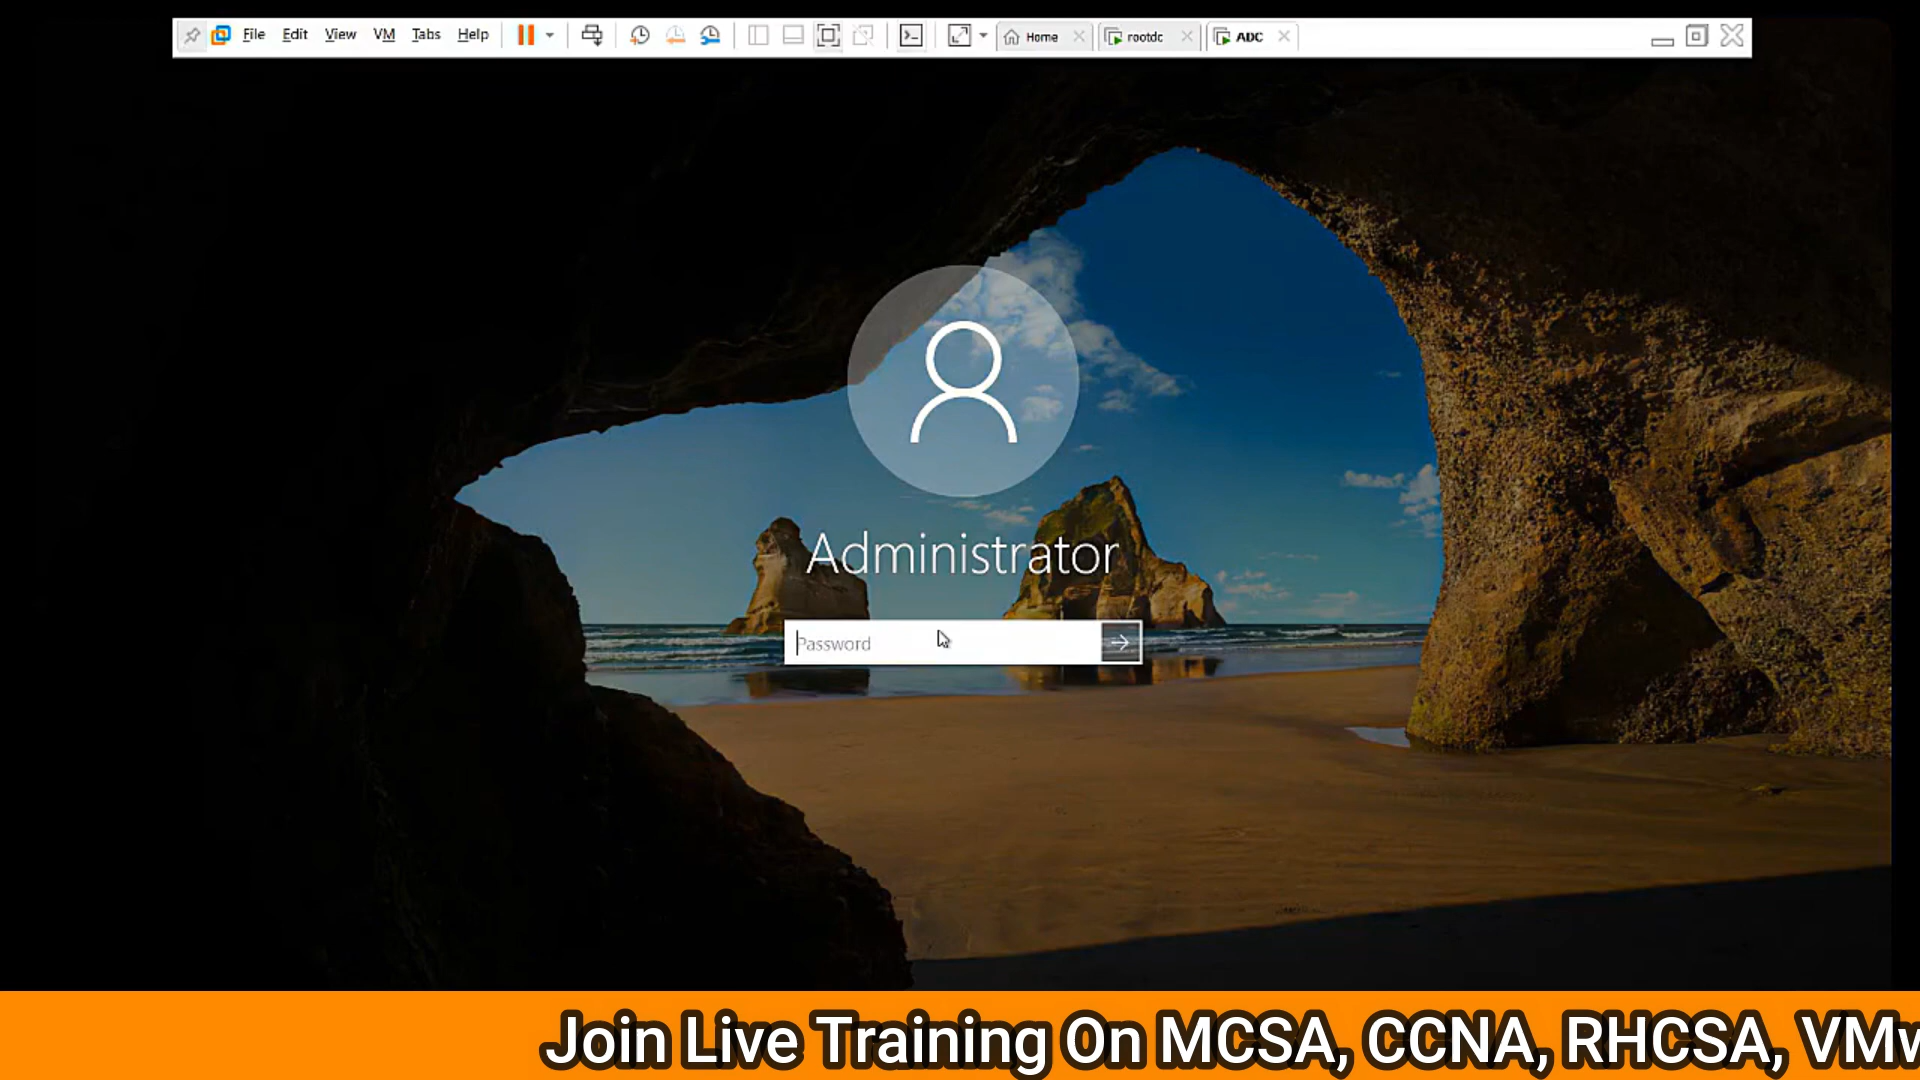 File Edit View VM Tabs Help Home rootdc ADC
Administrator
Password
Join Live Training On MCSA, CCNA, RHCSA, VMw